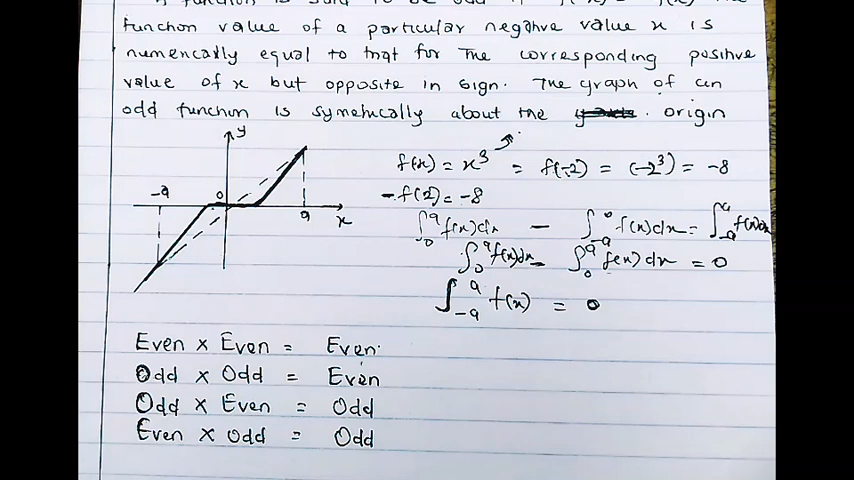 function value of a particular negative value x is
numerically equal to that for the corresponding positive
value of x but opposite in sign. The graph of an
odd function is symetrically about the origin
y
f(x) = x³ = f(-2) = (-2³) = -8
-a 0 a x
-f(2) = -8
∫₀ᵃ f(x)dx - ∫₋ₐ⁰ f(x)dx = ∫₋ₐᵃ f(x)dx
∫₀ᵃ f(x)dx - ∫₀ᵃ f(x)dx = 0
∫₋ₐᵃ f(x) = 0
Even x Even = Even.
Odd x Odd = Even
Odd x Even = Odd
Even x Odd = Odd